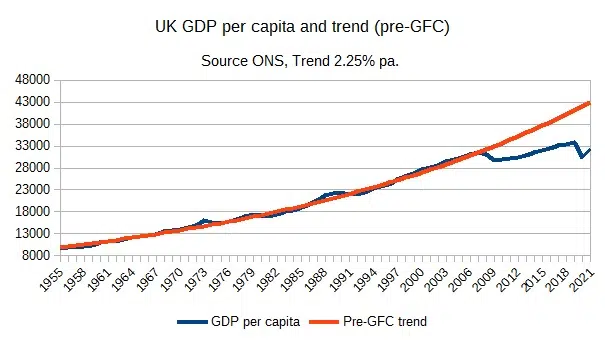 UK GDP per capita and trend (pre-GFC)
Source ONS, Trend 2.25% pa.
48000
43000
38000
33000
28000
23000
18000
13000
8000
1955 1958 1961 1964 1967 1970 1973 1976 1979 1982 1985 1988 1991 1994 1997 2000 2003 2006 2009 2012 2015 2018 2021
GDP per capita Pre-GFC trend